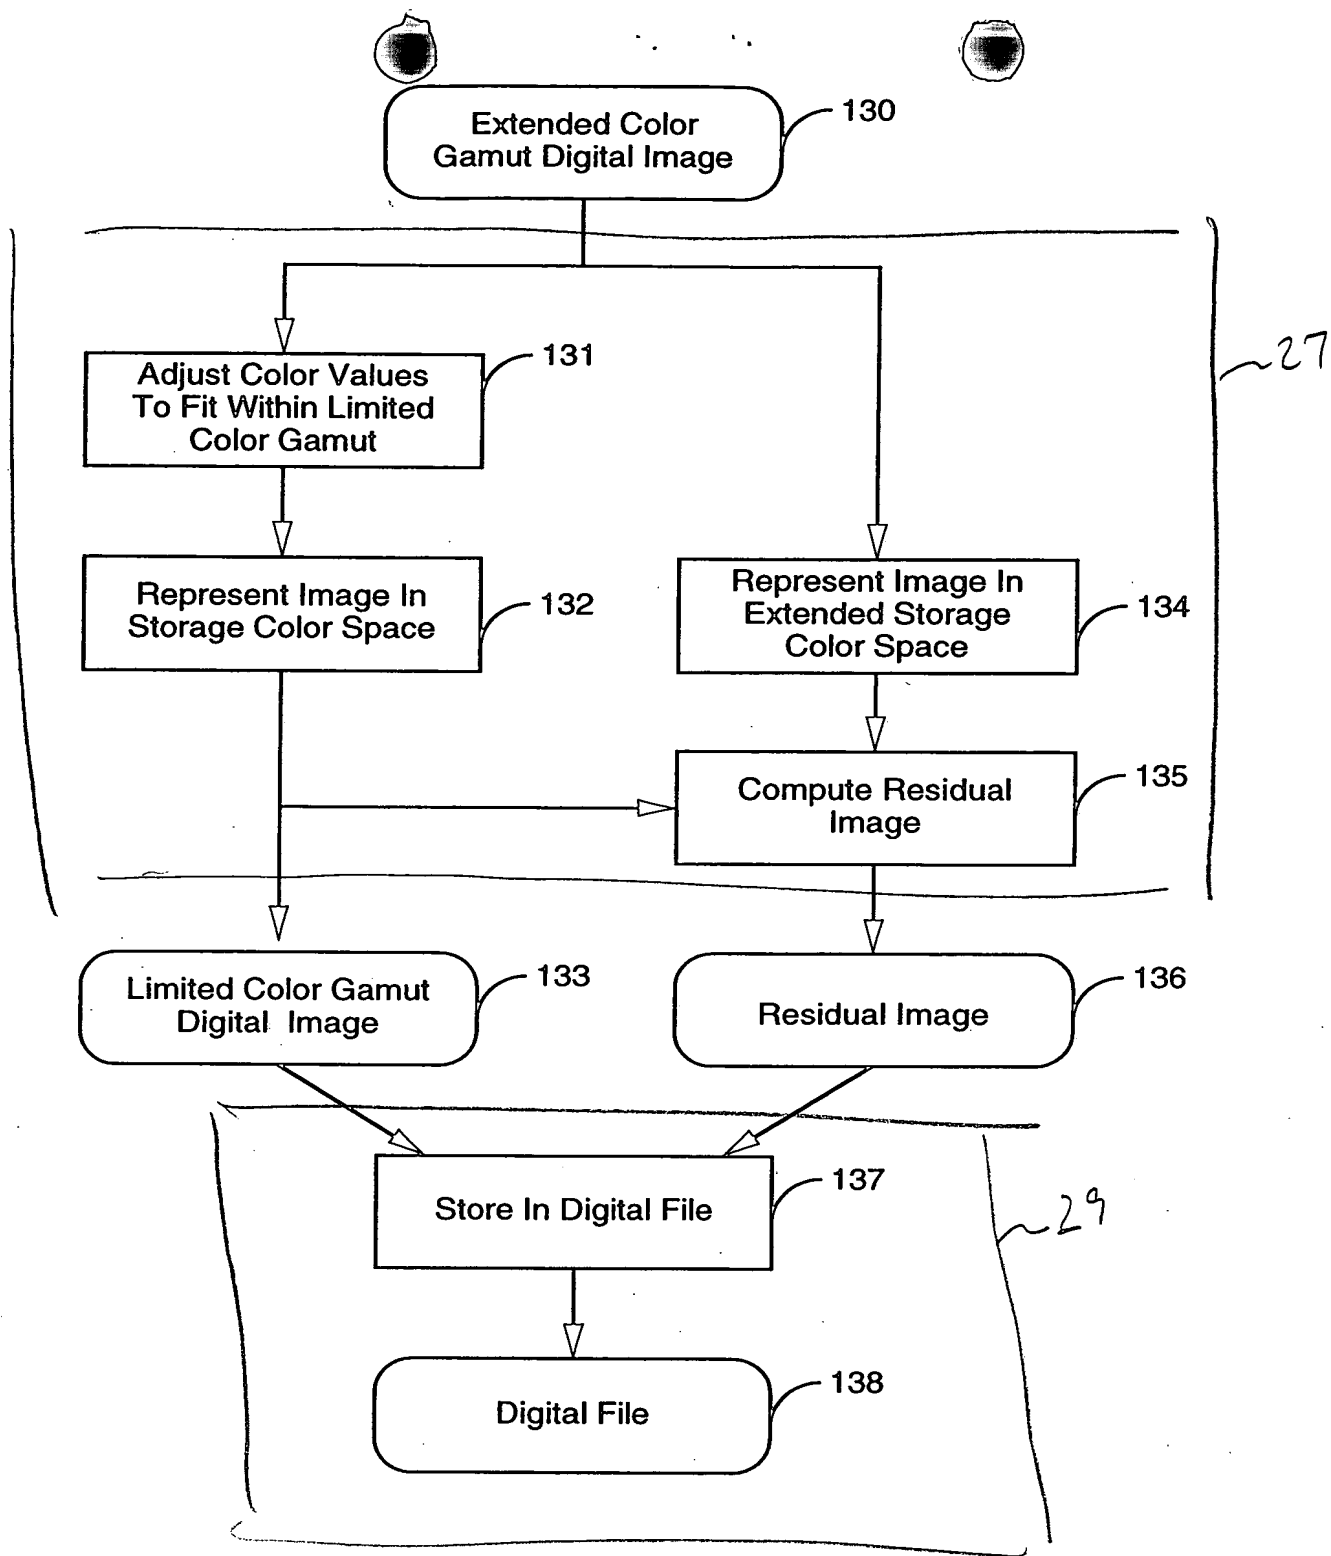 Extended Color
Gamut Digital Image
130
27
131
Adjust Color Values
To Fit Within Limited
Color Gamut
Represent Image In
Storage Color Space
132
Represent Image In
Extended Storage
Color Space
134
Compute Residual
Image
135
Limited Color Gamut
Digital Image
133
Residual Image
136
Store In Digital File
137
29
Digital File
138